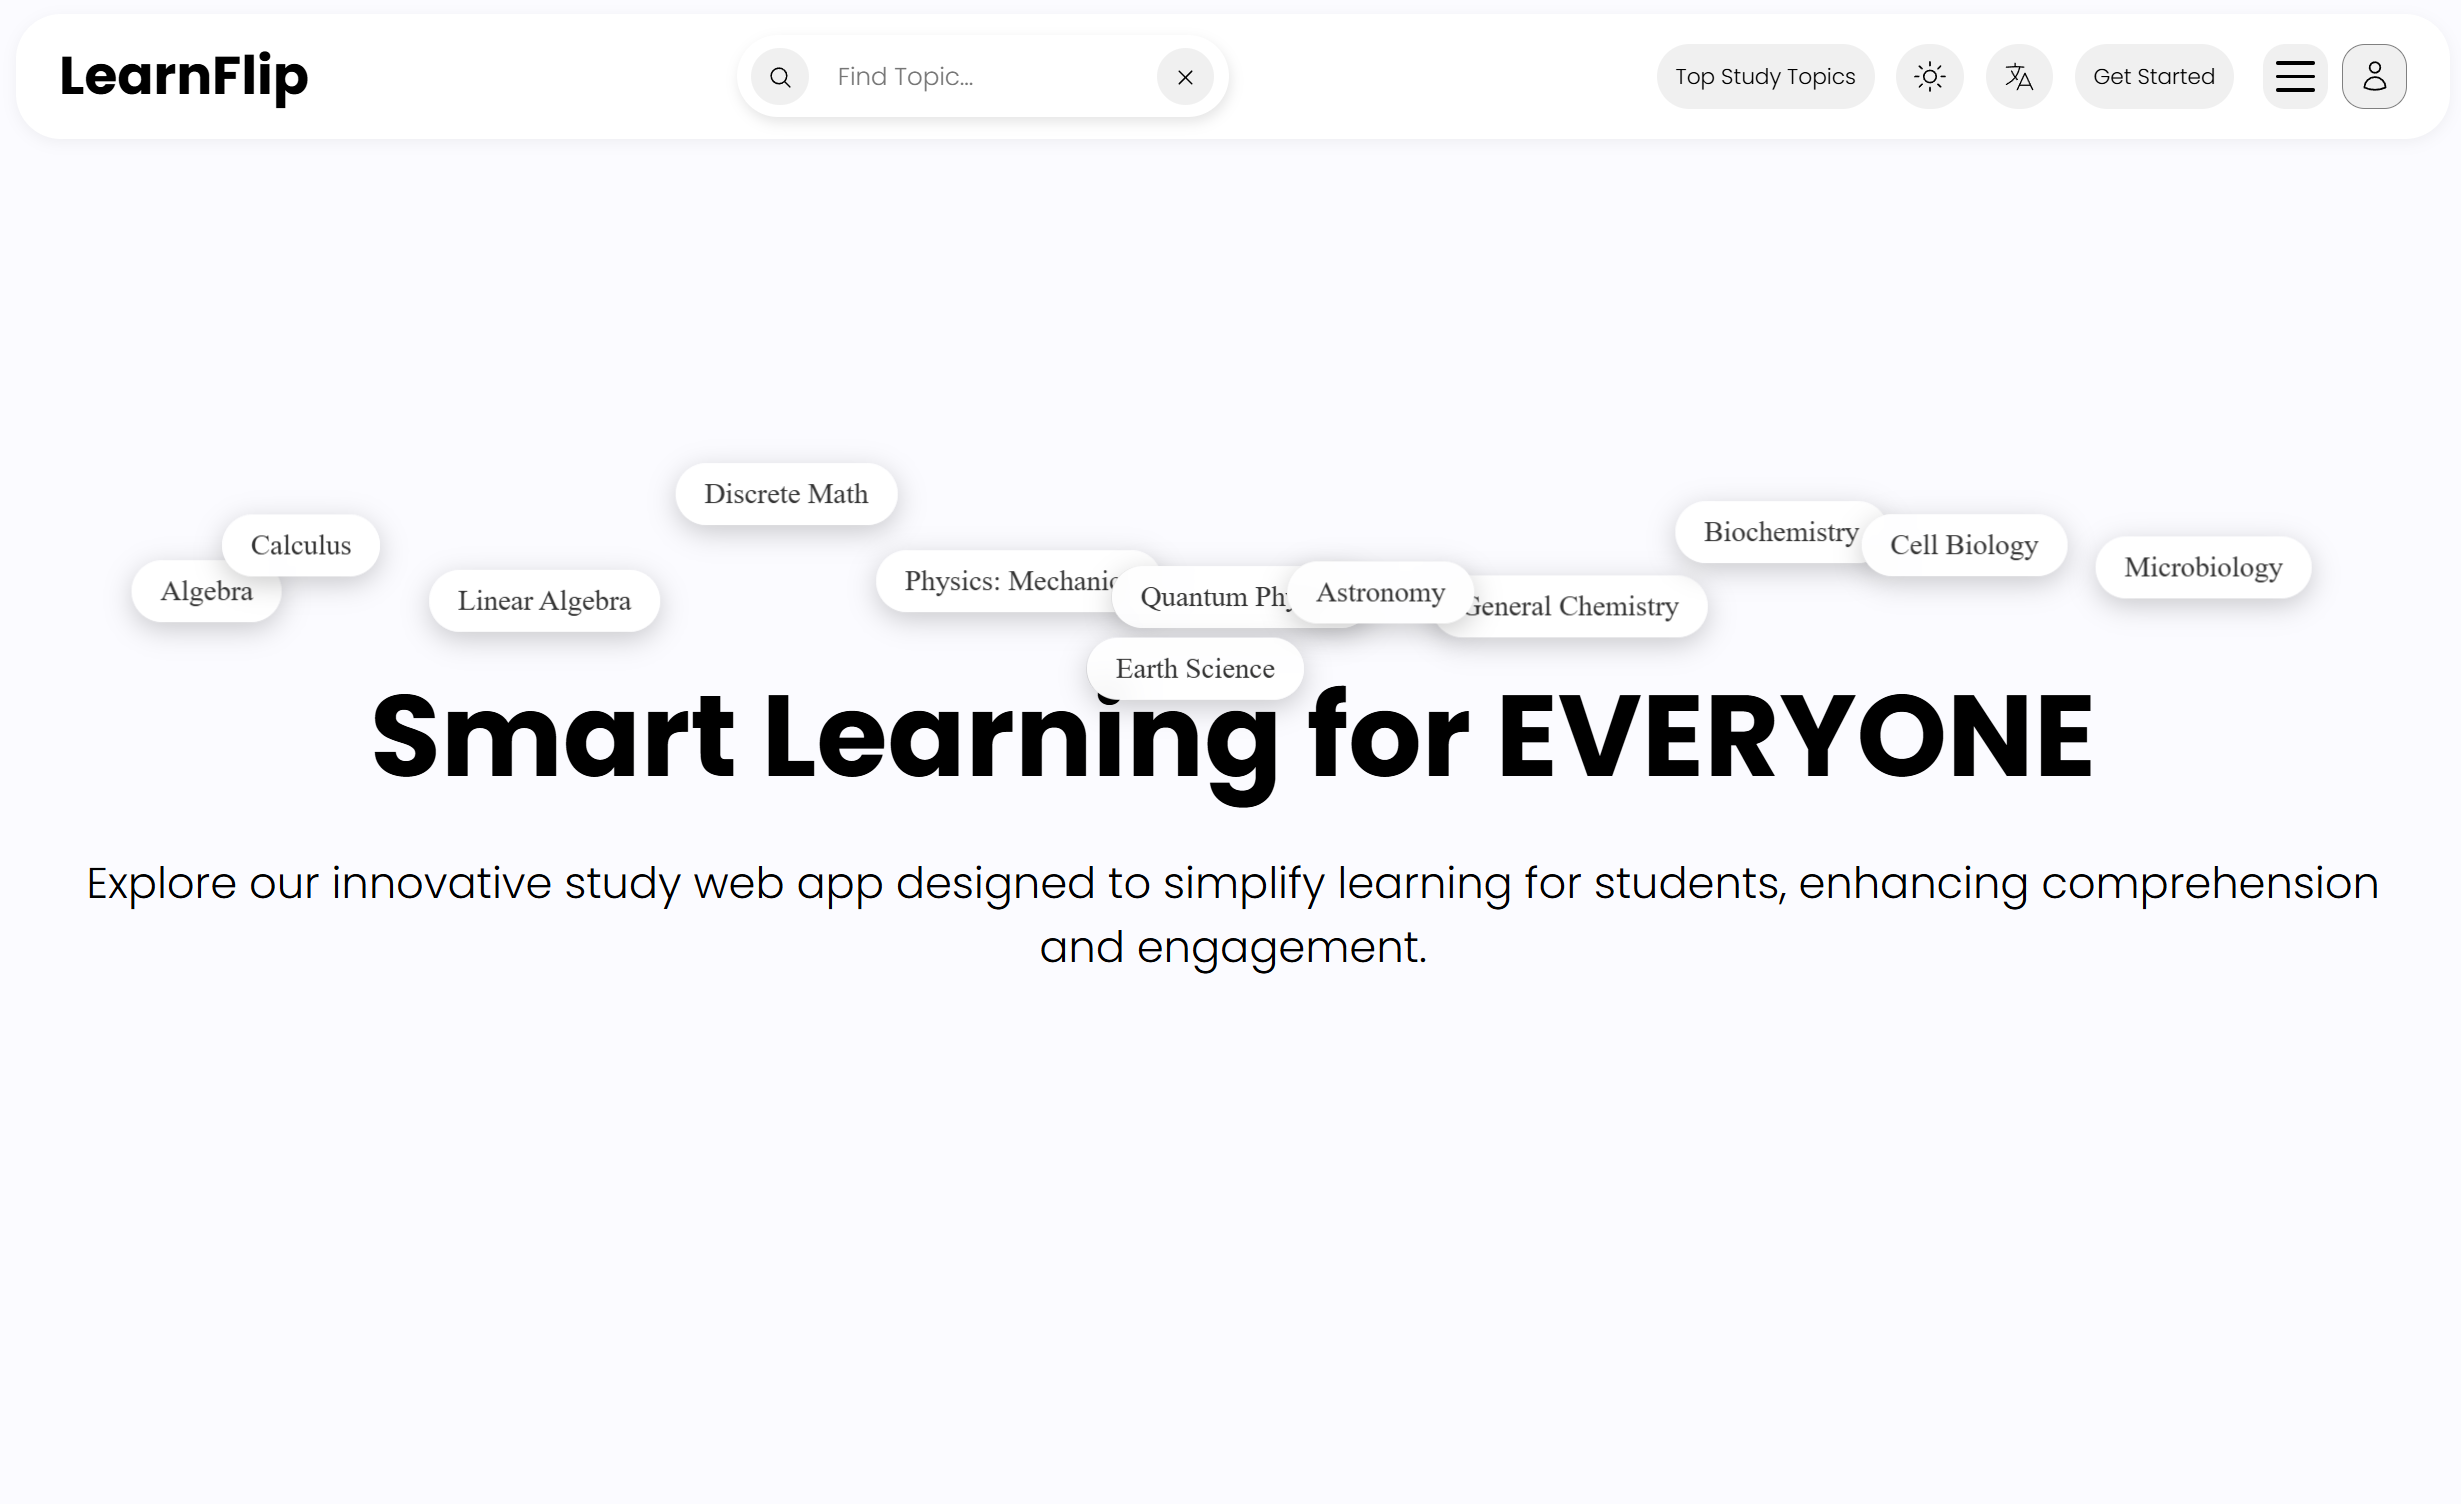 LearnFlip
Find Topic...
Top Study Topics
Get Started
Discrete Math
Calculus
Algebra
Linear Algebra
Physics: Mechanic
Quantum Phy
Astronomy
General Chemistry
Biochemistry
Cell Biology
Microbiology
Earth Science
Smart Learning for EVERYONE
Explore our innovative study web app designed to simplify learning for students, enhancing comprehension
and engagement.